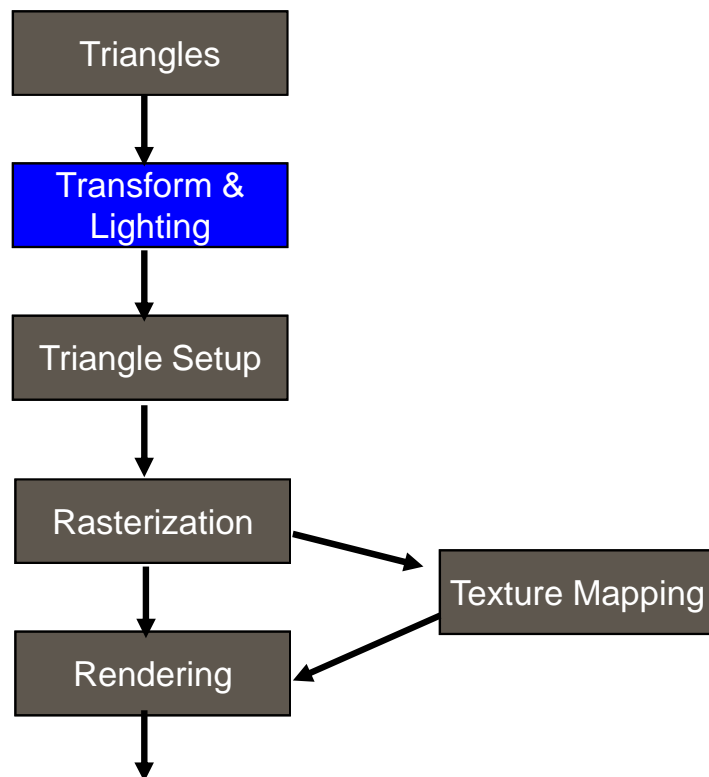 Triangles
Transform &
Lighting
Triangle Setup
Rasterization
Texture Mapping
Rendering